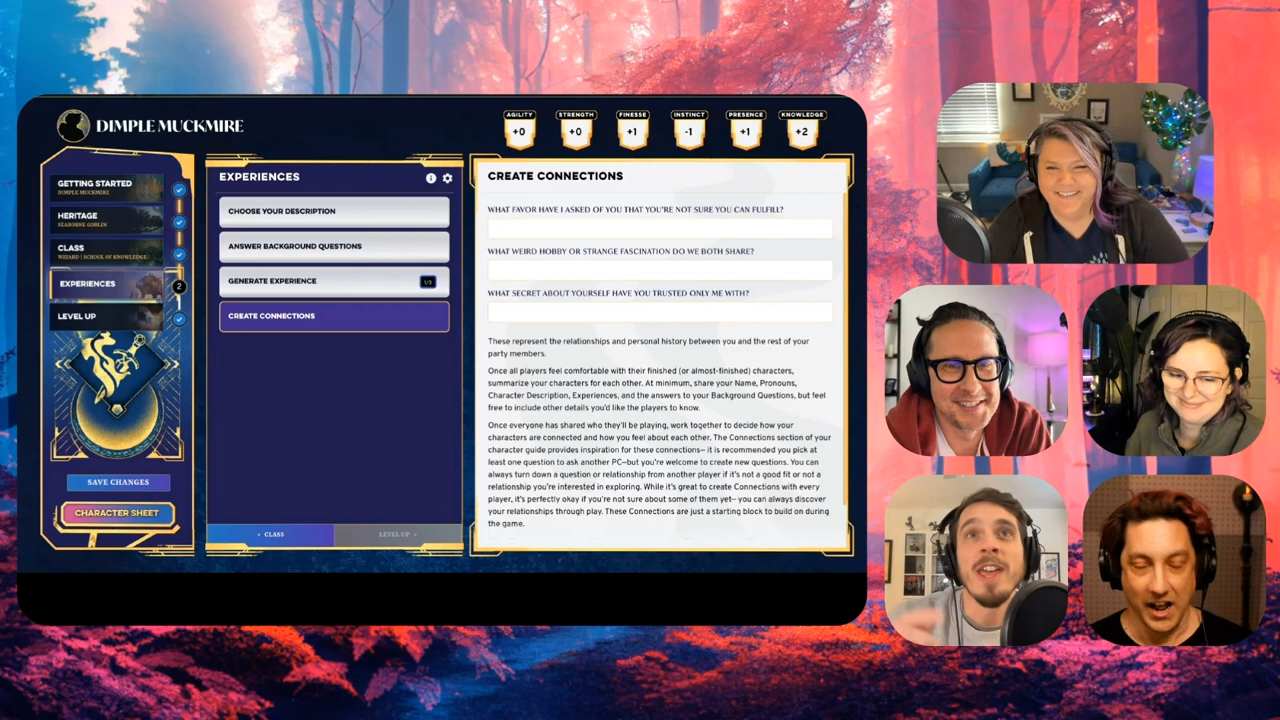 DIMPLE MUCKMIRE
AGILITY STRENGTH FINESSE INSTINCT PRESENCE KNOWLEDGE
+0 +0 +1 -1 +1 +2
GETTING STARTED
DIMPLE MUCKMIRE
HERITAGE
SEABORNE GOBLIN
CLASS
WIZARD | SCHOOL OF KNOWLEDGE
EXPERIENCES
2
LEVEL UP
SAVE CHANGES
CHARACTER SHEET
EXPERIENCES
CHOOSE YOUR DESCRIPTION
ANSWER BACKGROUND QUESTIONS
GENERATE EXPERIENCE
CREATE CONNECTIONS
CLASS
LEVEL UP
CREATE CONNECTIONS
WHAT FAVOR HAVE I ASKED OF YOU THAT YOU'RE NOT SURE YOU CAN FULFILL?
WHAT WEIRD HOBBY OR STRANGE FASCINATION DO WE BOTH SHARE?
WHAT SECRET ABOUT YOURSELF HAVE YOU TRUSTED ONLY ME WITH?
These represent the relationships and personal history between you and the rest of your
party members.
Once all players feel comfortable with their finished (or almost-finished) characters,
summarize your characters for each other. At minimum, share your Name, Pronouns,
Character Description, Experiences, and the answers to your Background Questions, but feel
free to include other details you'd like the players to know.
Once everyone has shared who they'll be playing, work together to decide how your
characters are connected and how you feel about each other. The Connections section of your
character guide provides inspiration for these connections— it is recommended you pick at
least one question to ask another PC—but you're welcome to create new questions. You can
always turn down a question or relationship from another player if it's not a good fit or not a
relationship you're interested in exploring. While it's great to create Connections with every
player, it's perfectly okay if you're not sure about some of them yet— you can always discover
your relationships through play. These Connections are just a starting block to build on during
the game.